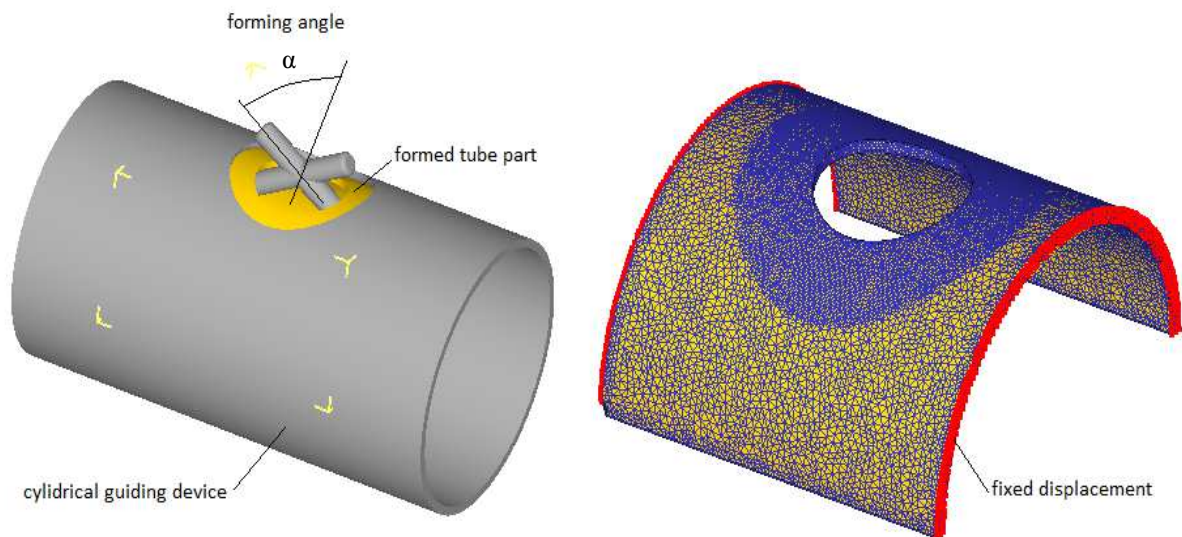 forming angle
α
formed tube part
cylidrical guiding device
fixed displacement